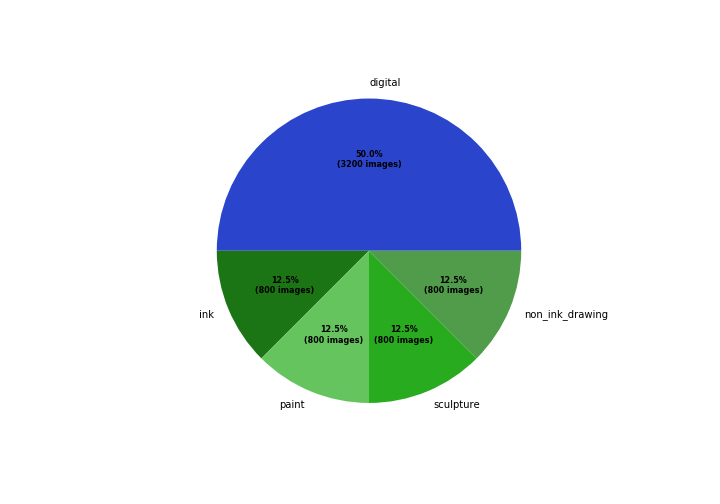 digital
50.0%
(3200 images)
12.5%
(800 images)
12.5%
(800 images)
ink
non_ink_drawing
12.5%
(800 images)
12.5%
(800 images)
paint
sculpture